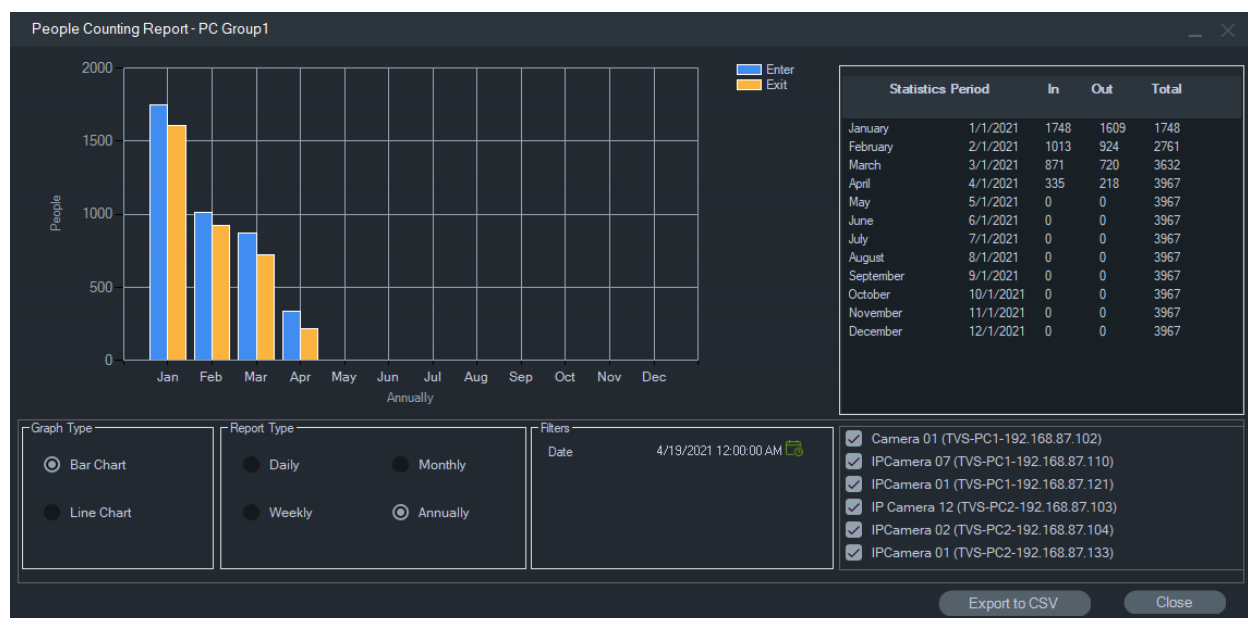 People Counting Report - PC Group1
2000
1500
1000
500
0
People
Jan Feb Mar Apr May Jun Jul Aug Sep Oct Nov Dec
Annually
Enter
Exit
Statistics Period In Out Total
January 1/1/2021 1748 1609 1748
February 2/1/2021 1013 924 2761
March 3/1/2021 871 720 3632
April 4/1/2021 335 218 3967
May 5/1/2021 0 0 3967
June 6/1/2021 0 0 3967
July 7/1/2021 0 0 3967
August 8/1/2021 0 0 3967
September 9/1/2021 0 0 3967
October 10/1/2021 0 0 3967
November 11/1/2021 0 0 3967
December 12/1/2021 0 0 3967
Graph Type
Bar Chart
Line Chart
Report Type
Daily Monthly
Weekly Annually
Filters
Date 4/19/2021 12:00:00 AM
Camera 01 (TVS-PC1-192.168.87.102)
IPCamera 07 (TVS-PC1-192.168.87.110)
IPCamera 01 (TVS-PC1-192.168.87.121)
IP Camera 12 (TVS-PC2-192.168.87.103)
IPCamera 02 (TVS-PC2-192.168.87.104)
IPCamera 01 (TVS-PC2-192.168.87.133)
Export to CSV Close